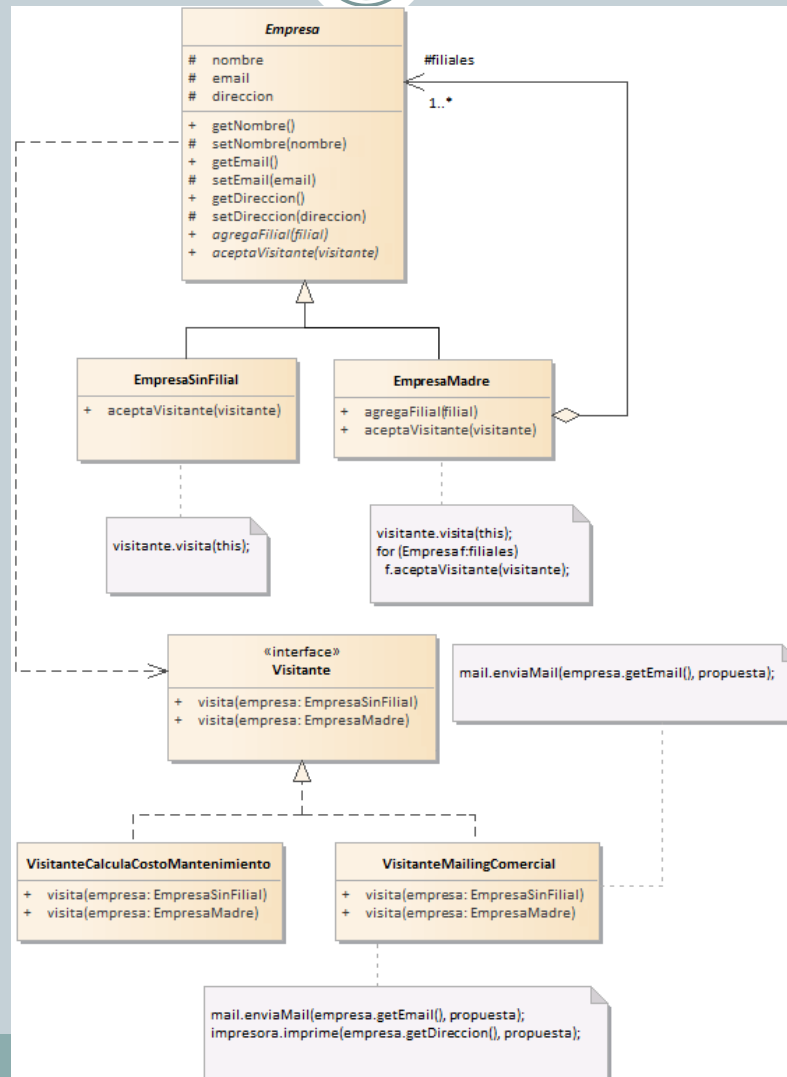 Empresa
# nombre
# email
# direccion
+ getNombre()
# setNombre(nombre)
+ getEmail()
# setEmail(email)
+ getDireccion()
# setDireccion(direccion)
+ agregaFilial(filial)
+ aceptaVisitante(visitante)
#filiales
1..*
EmpresaSinFilial
+ aceptaVisitante(visitante)
EmpresaMadre
+ agregaFilial(filial)
+ aceptaVisitante(visitante)
visitante.visita(this);
visitante.visita(this);
for (Empresa f:filiales)
f.aceptaVisitante(visitante);
«interface»
Visitante
+ visita(empresa: EmpresaSinFilial)
+ visita(empresa: EmpresaMadre)
mail.enviaMail(empresa.getEmail(), propuesta);
VisitanteCalculaCostoMantenimiento
+ visita(empresa: EmpresaSinFilial)
+ visita(empresa: EmpresaMadre)
VisitanteMailingComercial
+ visita(empresa: EmpresaSinFilial)
+ visita(empresa: EmpresaMadre)
mail.enviaMail(empresa.getEmail(), propuesta);
impresora.imprime(empresa.getDireccion(), propuesta);